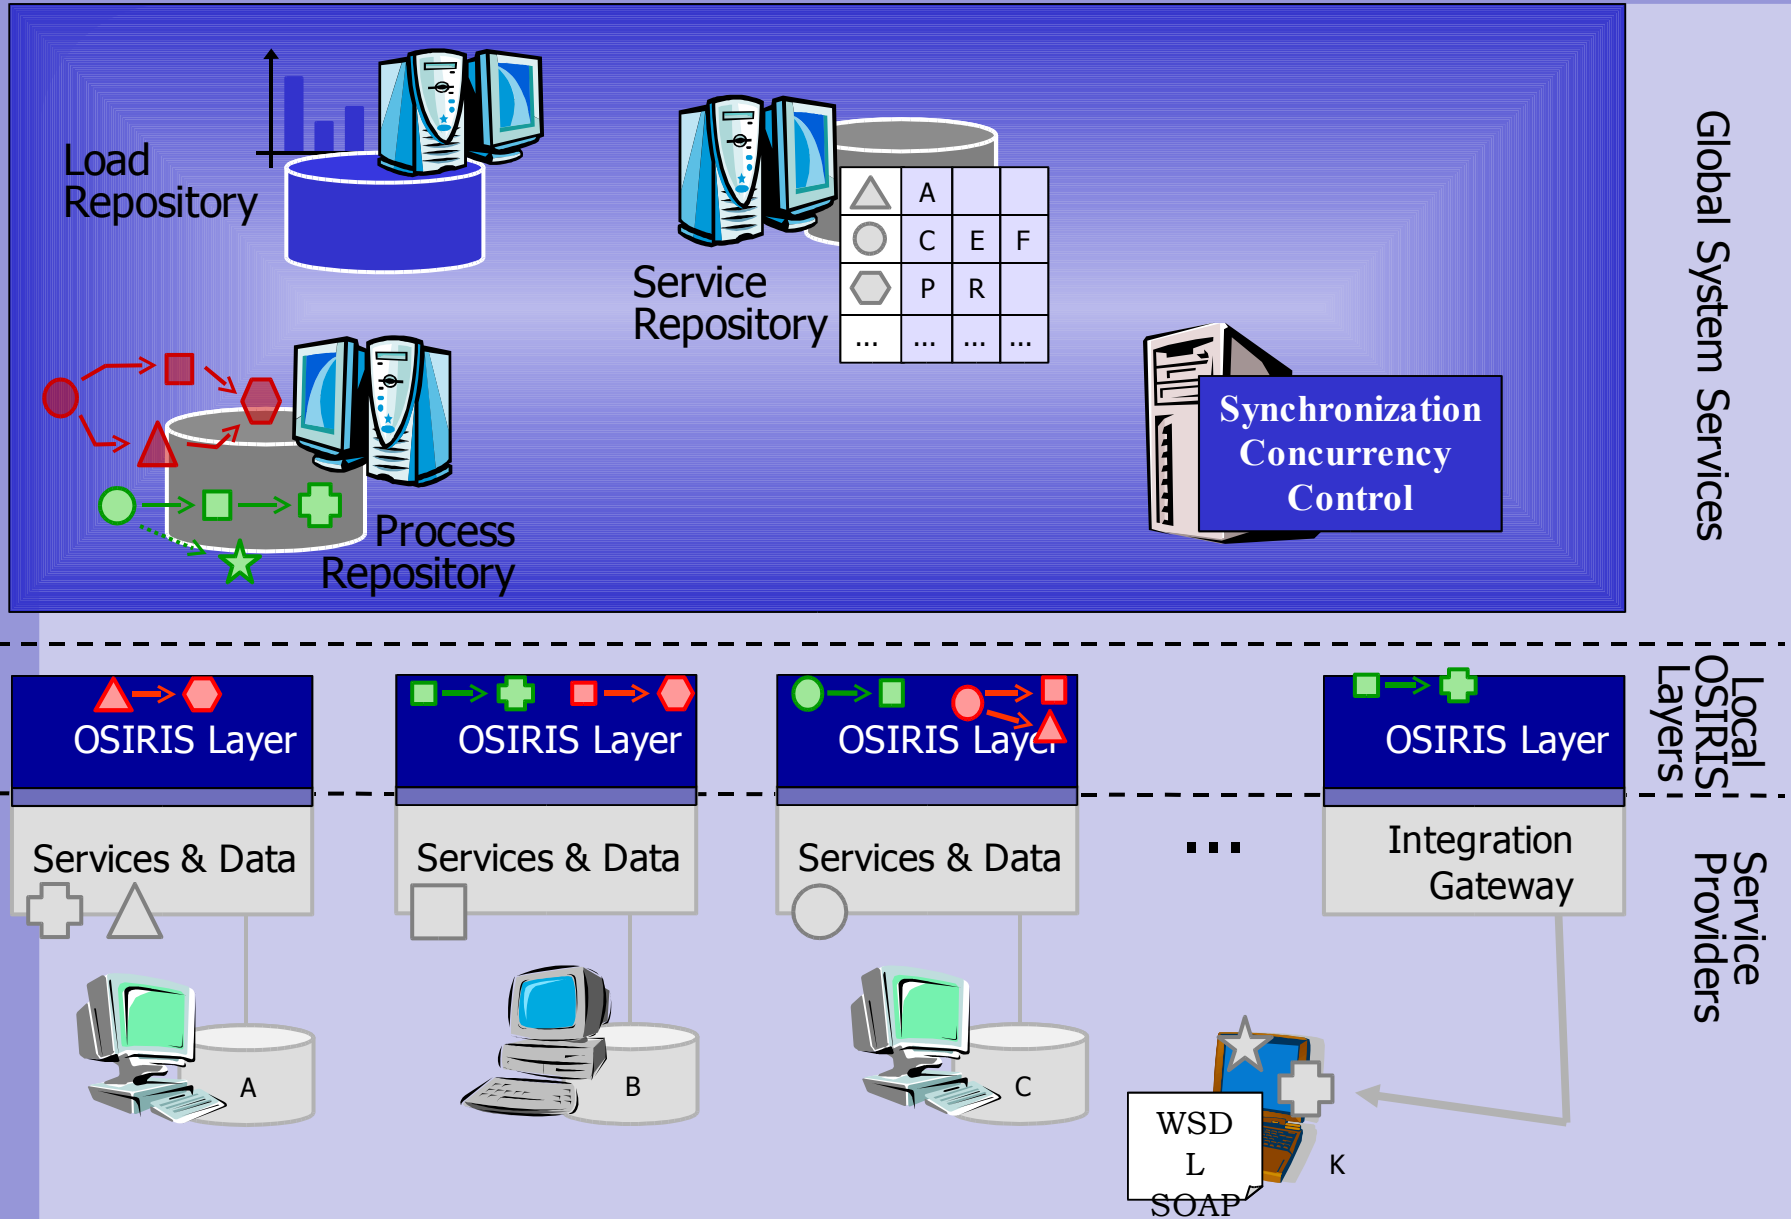 Load
Repository
Service
Repository
A
C E F
P R
... ... ... ...
Process
Repository
Synchronization
Concurrency
Control
Global System Services
OSIRIS Layer
OSIRIS Layer
OSIRIS Layer
OSIRIS Layer
Local
OSIRIS
Layers
Services & Data
Services & Data
Services & Data
...
Integration
Gateway
Service
Providers
A
B
C
WSD
L
SOAP
K